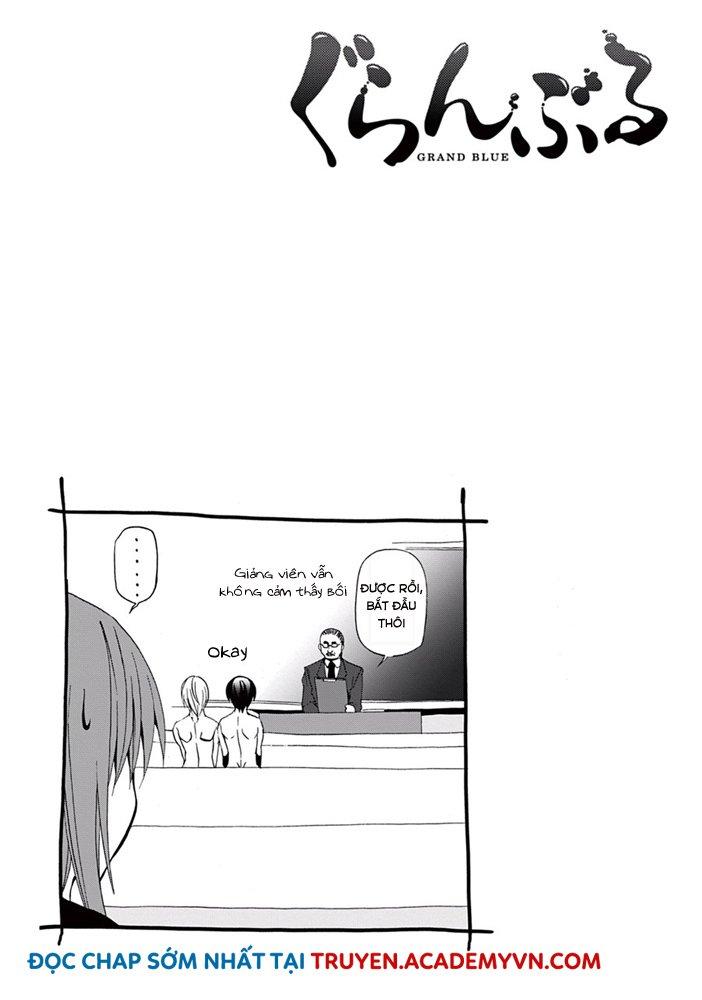 ぐらんぶる
GRAND BLUE
......
Giảng viên vẫn
không cảm thấy Bối
ĐƯỢC RỒI,
BẮT ĐẦU
THÔI
Okay
ĐỌC CHAP SỚM NHẤT TẠI TRUYEN.ACADEMYVN.COM